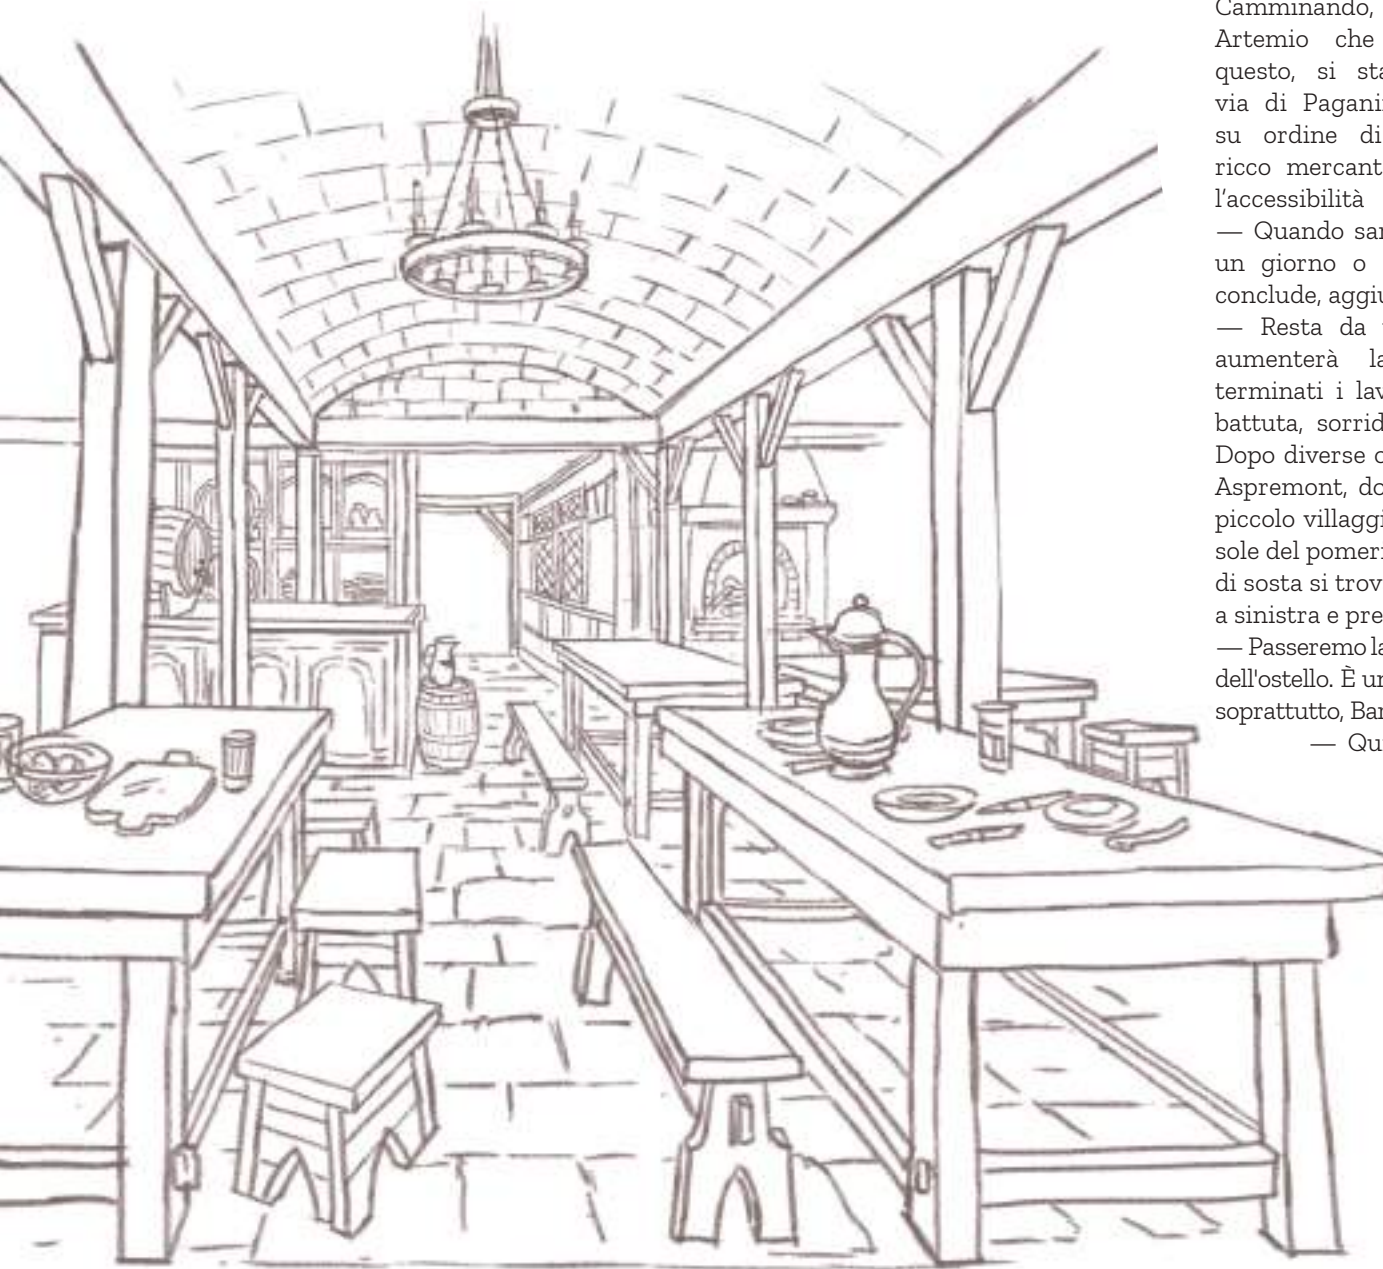 Camminando,
Artemio che
questo, si sta
via di Pagani
su ordine di
ricco mercant
l’accessibilità
— Quando sar
un giorno o
conclude, aggiu
— Resta da
aumenterà la
terminati i lav
battuta, sorrid
Dopo diverse
Aspremont, do
piccolo villaggi
sole del pomer
di sosta si trov
a sinistra e pre
— Passeremo la
dell'ostello. È un
soprattutto, Bar
— Qu